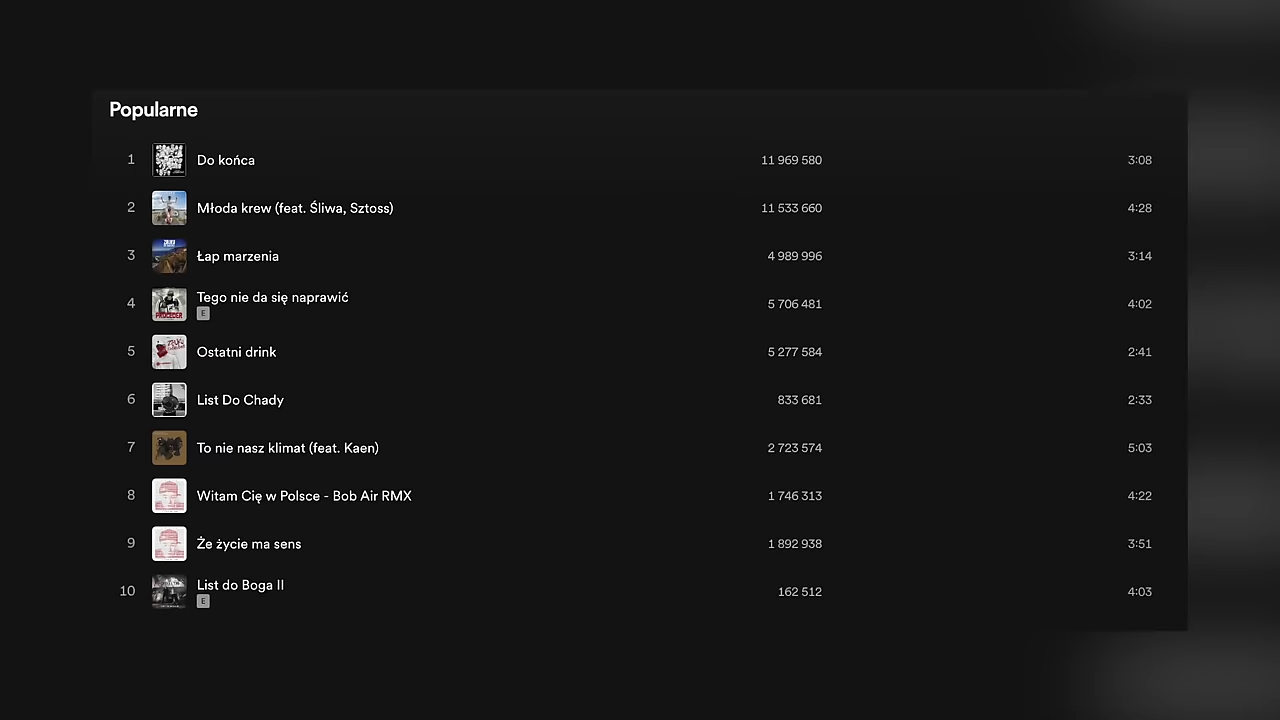 Popularne
1 Do końca 11 969 580 3:08
2 Młoda krew (feat. Śliwa, Sztoss) 11 533 660 4:28
3 Łap marzenia 4 989 996 3:14
4 Tego nie da się naprawić 5 706 481 4:02
E
5 Ostatni drink 5 277 584 2:41
6 List Do Chady 833 681 2:33
7 To nie nasz klimat (feat. Kaen) 2 723 574 5:03
8 Witam Cię w Polsce - Bob Air RMX 1 746 313 4:22
9 Że życie ma sens 1 892 938 3:51
10 List do Boga II 162 512 4:03
E